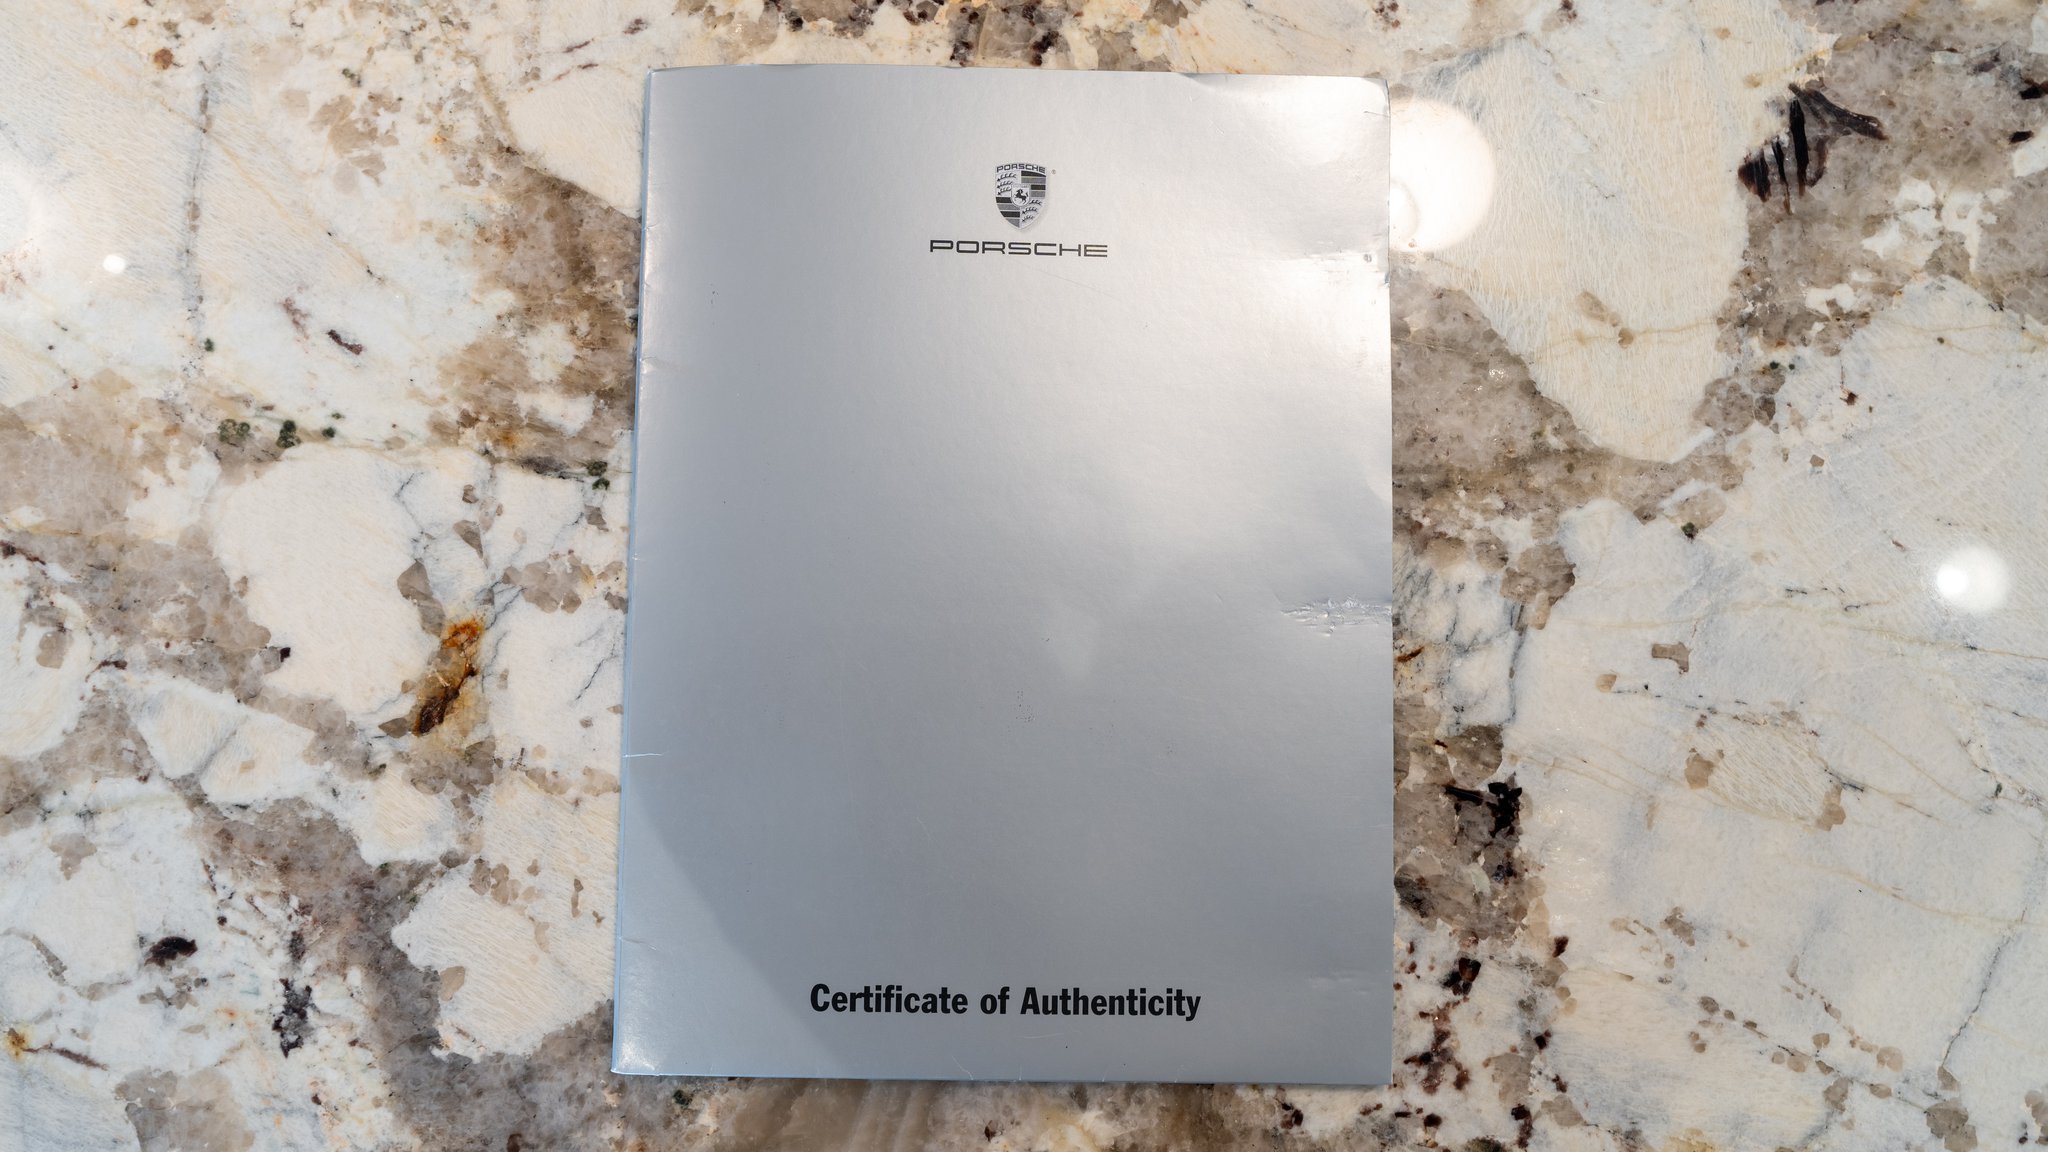 PORSCHE
PORSCHE
Certificate of Authenticity